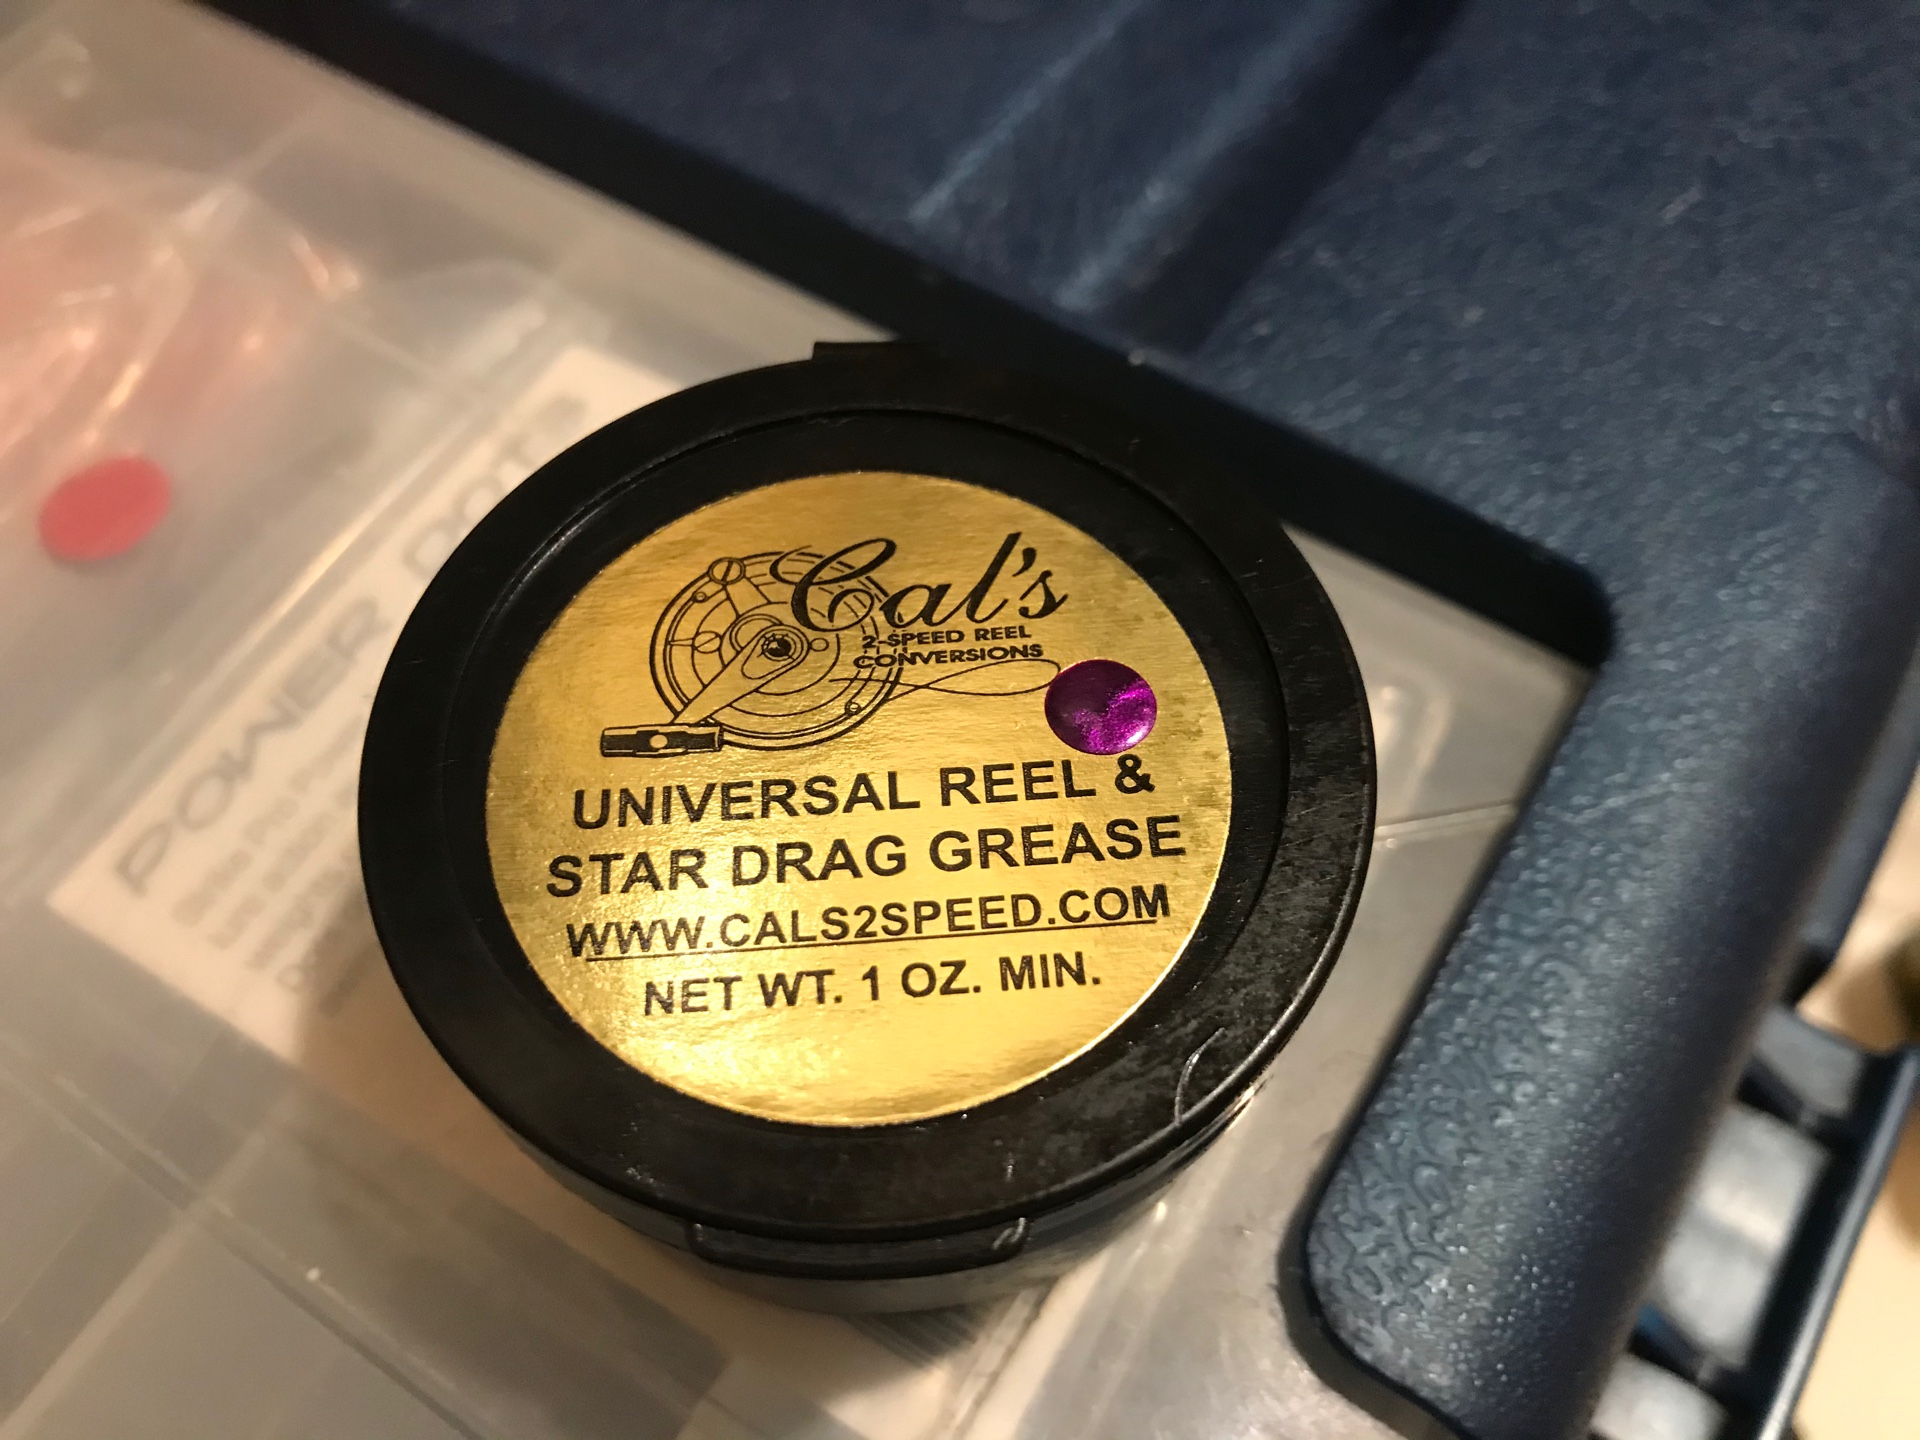 Cal's
2-SPEED REEL
CONVERSIONS
UNIVERSAL REEL &
STAR DRAG GREASE
WWW.CALS2SPEED.COM
NET WT. 1 OZ. MIN.
POWER